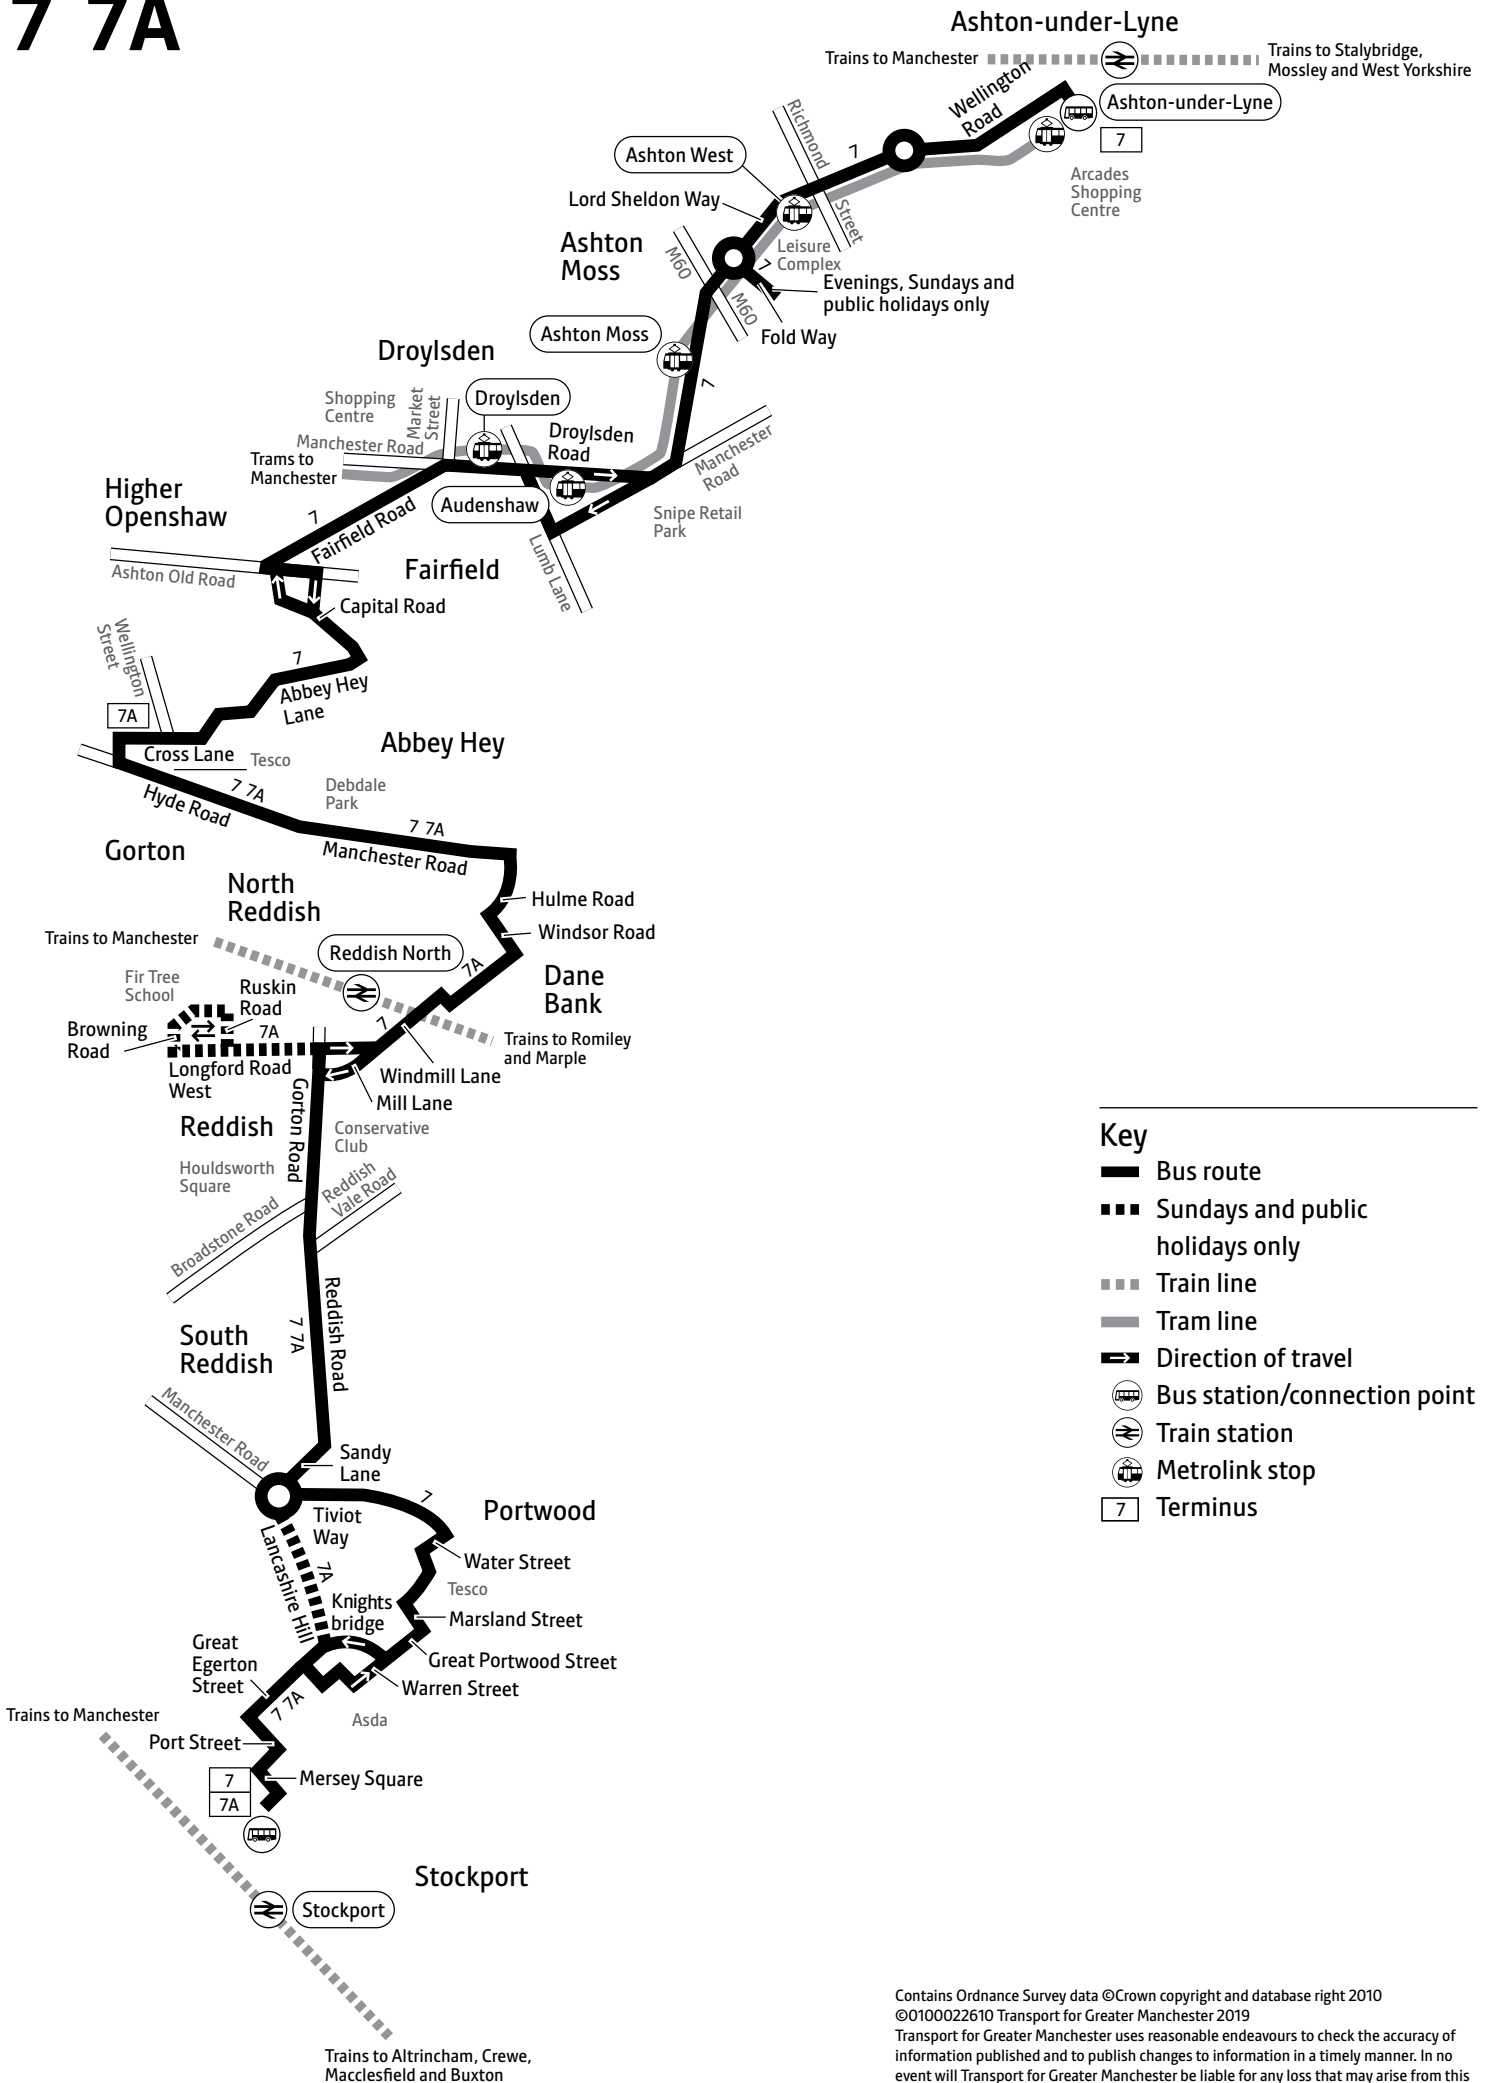 7 7A
Ashton-under-Lyne
Trains to Manchester
Trains to Stalybridge,
Mossley and West Yorkshire
Wellington
Road
Ashton-under-Lyne
7
Arcades
Shopping
Centre
Richmond
Street
7
Ashton West
Lord Sheldon Way
Ashton
Moss
M60
M60
Leisure
Complex
7
Evenings, Sundays and
public holidays only
Fold Way
Ashton Moss
7
Droylsden
Shopping
Centre
Market
Street
Droylsden
Manchester Road
Droylsden
Road
Trams to
Manchester
Manchester
Road
Higher
Openshaw
Audenshaw
Snipe Retail
Park
7
Fairfield Road
Lumb Lane
Ashton Old Road
Fairfield
Capital Road
Wellington
Street
7
Abbey Hey
Lane
7A
Cross Lane
Tesco
Abbey Hey
Hyde Road
7 7A
Debdale
Park
7 7A
Manchester Road
Gorton
North
Reddish
Hulme Road
Windsor Road
Trains to Manchester
Reddish North
7A
Dane
Bank
Fir Tree
School
Ruskin
Road
7
Browning
Road
7A
Trains to Romiley
and Marple
Longford Road
West
Windmill Lane
Mill Lane
Gorton Road
Reddish
Conservative
Club
Houldsworth
Square
Reddish
Vale Road
Broadstone Road
Reddish Road
7 7A
South
Reddish
Manchester Road
Sandy
Lane
7
Tiviot
Way
Portwood
Lancashire Hill
7A
Water Street
Tesco
Knights
bridge
Marsland Street
Great
Egerton
Street
Great Portwood Street
Warren Street
7 7A
Asda
Trains to Manchester
Port Street
7
7A
Mersey Square
Stockport
Stockport
Trains to Altrincham, Crewe,
Macclesfield and Buxton
Key
Bus route
Sundays and public
holidays only
Train line
Tram line
Direction of travel
Bus station/connection point
Train station
Metrolink stop
7 Terminus
Contains Ordnance Survey data ©Crown copyright and database right 2010
©0100022610 Transport for Greater Manchester 2019
Transport for Greater Manchester uses reasonable endeavours to check the accuracy of
information published and to publish changes to information in a timely manner. In no
event will Transport for Greater Manchester be liable for any loss that may arise from this